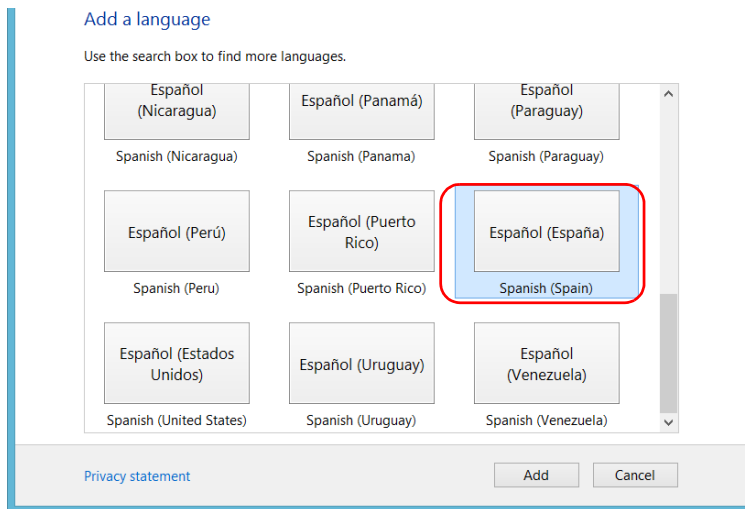 Add a language
Use the search box to find more languages.
Español
(Nicaragua)
Español (Panamá)
Español
(Paraguay)
Spanish (Nicaragua)
Spanish (Panama)
Spanish (Paraguay)
Español (Perú)
Español (Puerto
Rico)
Español (España)
Spanish (Peru)
Spanish (Puerto Rico)
Spanish (Spain)
Español (Estados
Unidos)
Español (Uruguay)
Español
(Venezuela)
Spanish (United States)
Spanish (Uruguay)
Spanish (Venezuela)
Privacy statement
Add
Cancel